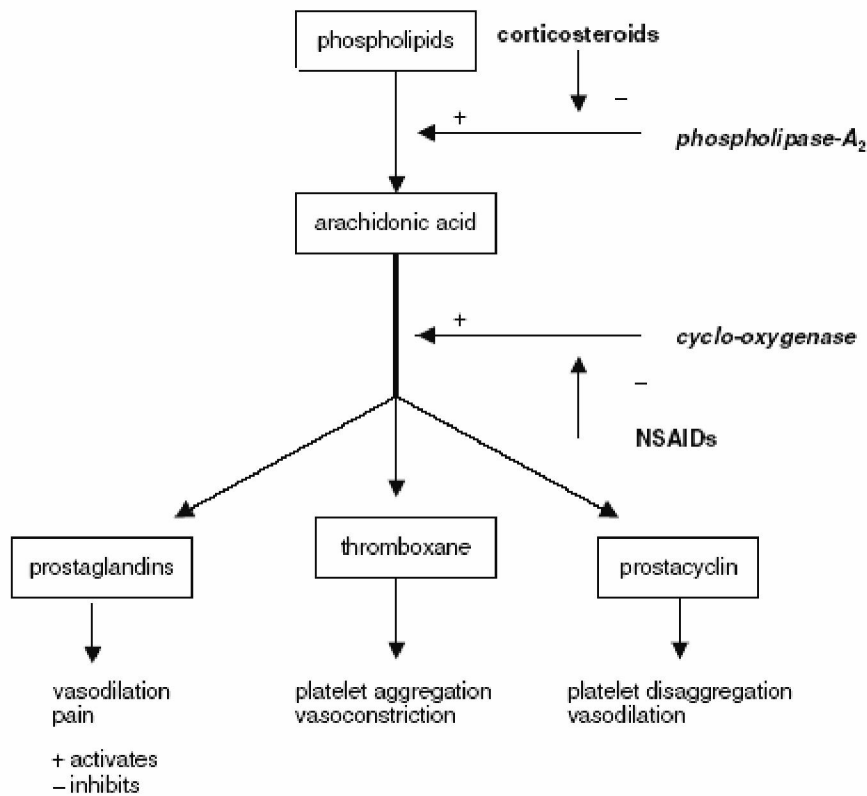 phospholipids
corticosteroids
–
+
phospholipase-A₂
arachidonic acid
+
cyclo-oxygenase
–
NSAIDs
prostaglandins
thromboxane
prostacyclin
vasodilation
pain
platelet aggregation
vasoconstriction
platelet disaggregation
vasodilation
+ activates
– inhibits